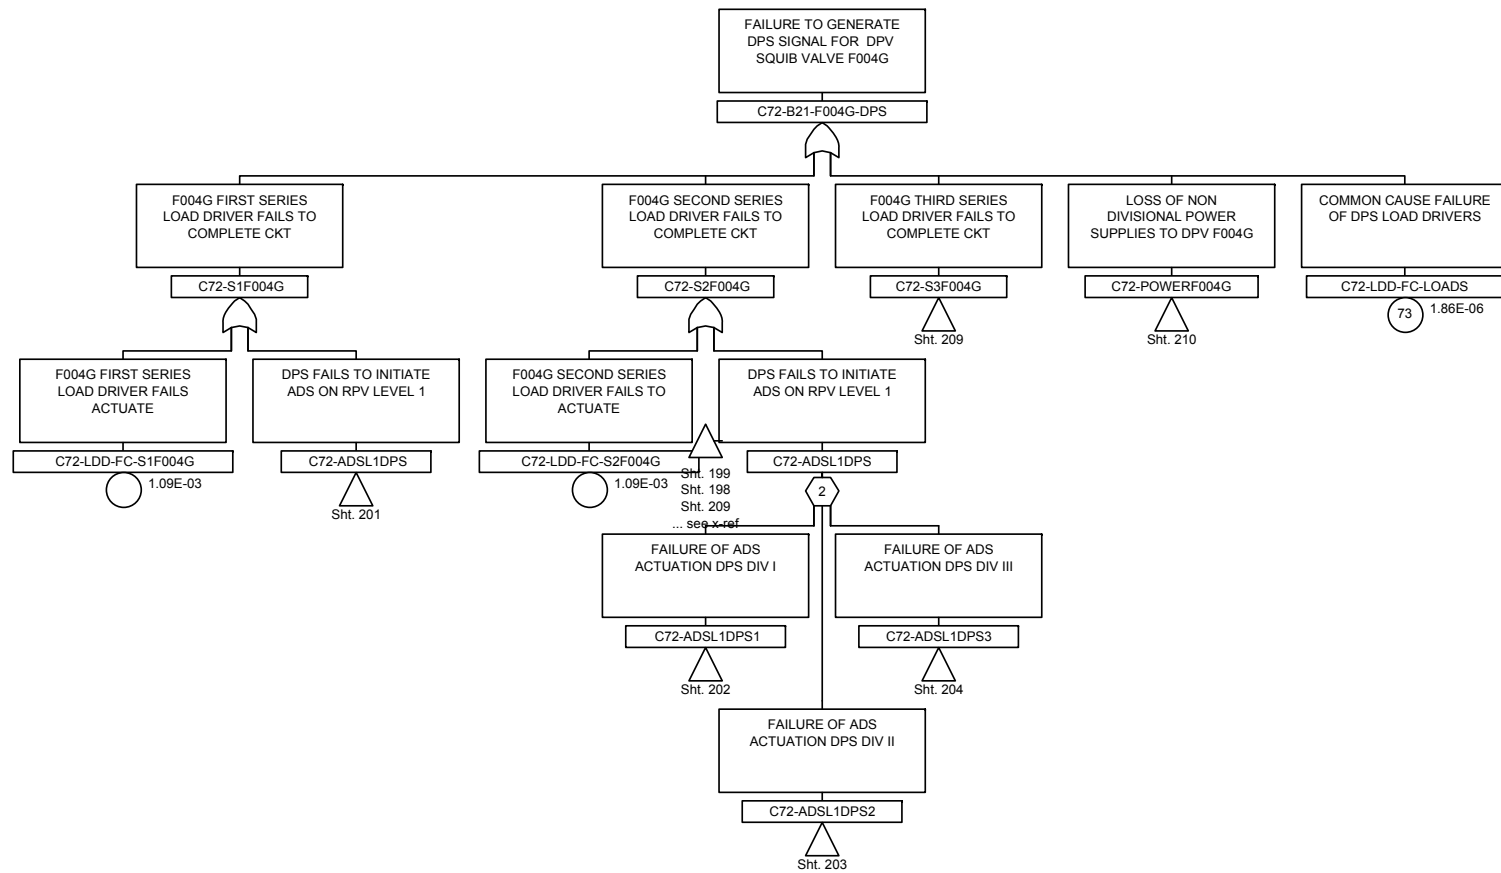 FAILURE TO GENERATE
DPS SIGNAL FOR DPV
SQUIB VALVE F004G
C72-B21-F004G-DPS
F004G FIRST SERIES
LOAD DRIVER FAILS TO
COMPLETE CKT
C72-S1F004G
F004G SECOND SERIES
LOAD DRIVER FAILS TO
COMPLETE CKT
C72-S2F004G
F004G THIRD SERIES
LOAD DRIVER FAILS TO
COMPLETE CKT
C72-S3F004G
Sht. 209
LOSS OF NON
DIVISIONAL POWER
SUPPLIES TO DPV F004G
C72-POWERF004G
Sht. 210
COMMON CAUSE FAILURE
OF DPS LOAD DRIVERS
C72-LDD-FC-LOADS
73
1.86E-06
F004G FIRST SERIES
LOAD DRIVER FAILS
ACTUATE
C72-LDD-FC-S1F004G
1.09E-03
DPS FAILS TO INITIATE
ADS ON RPV LEVEL 1
C72-ADSL1DPS
Sht. 201
F004G SECOND SERIES
LOAD DRIVER FAILS TO
ACTUATE
C72-LDD-FC-S2F004G
1.09E-03
Sht. 199
Sht. 198
Sht. 209
... see x-ref
DPS FAILS TO INITIATE
ADS ON RPV LEVEL 1
C72-ADSL1DPS
2
FAILURE OF ADS
ACTUATION DPS DIV I
C72-ADSL1DPS1
Sht. 202
FAILURE OF ADS
ACTUATION DPS DIV III
C72-ADSL1DPS3
Sht. 204
FAILURE OF ADS
ACTUATION DPS DIV II
C72-ADSL1DPS2
Sht. 203